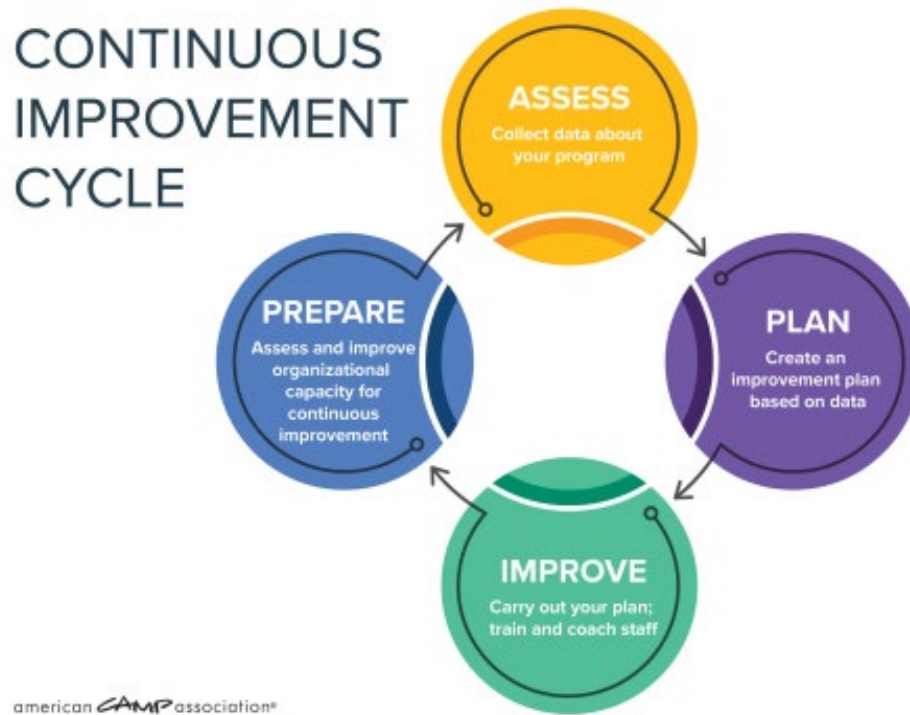 CONTINUOUS
IMPROVEMENT
CYCLE
ASSESS
Collect data about
your program
PLAN
Create an
improvement plan
based on data
IMPROVE
Carry out your plan;
train and coach staff
PREPARE
Assess and improve
organizational
capacity for
continuous
improvement
american CAMP association®